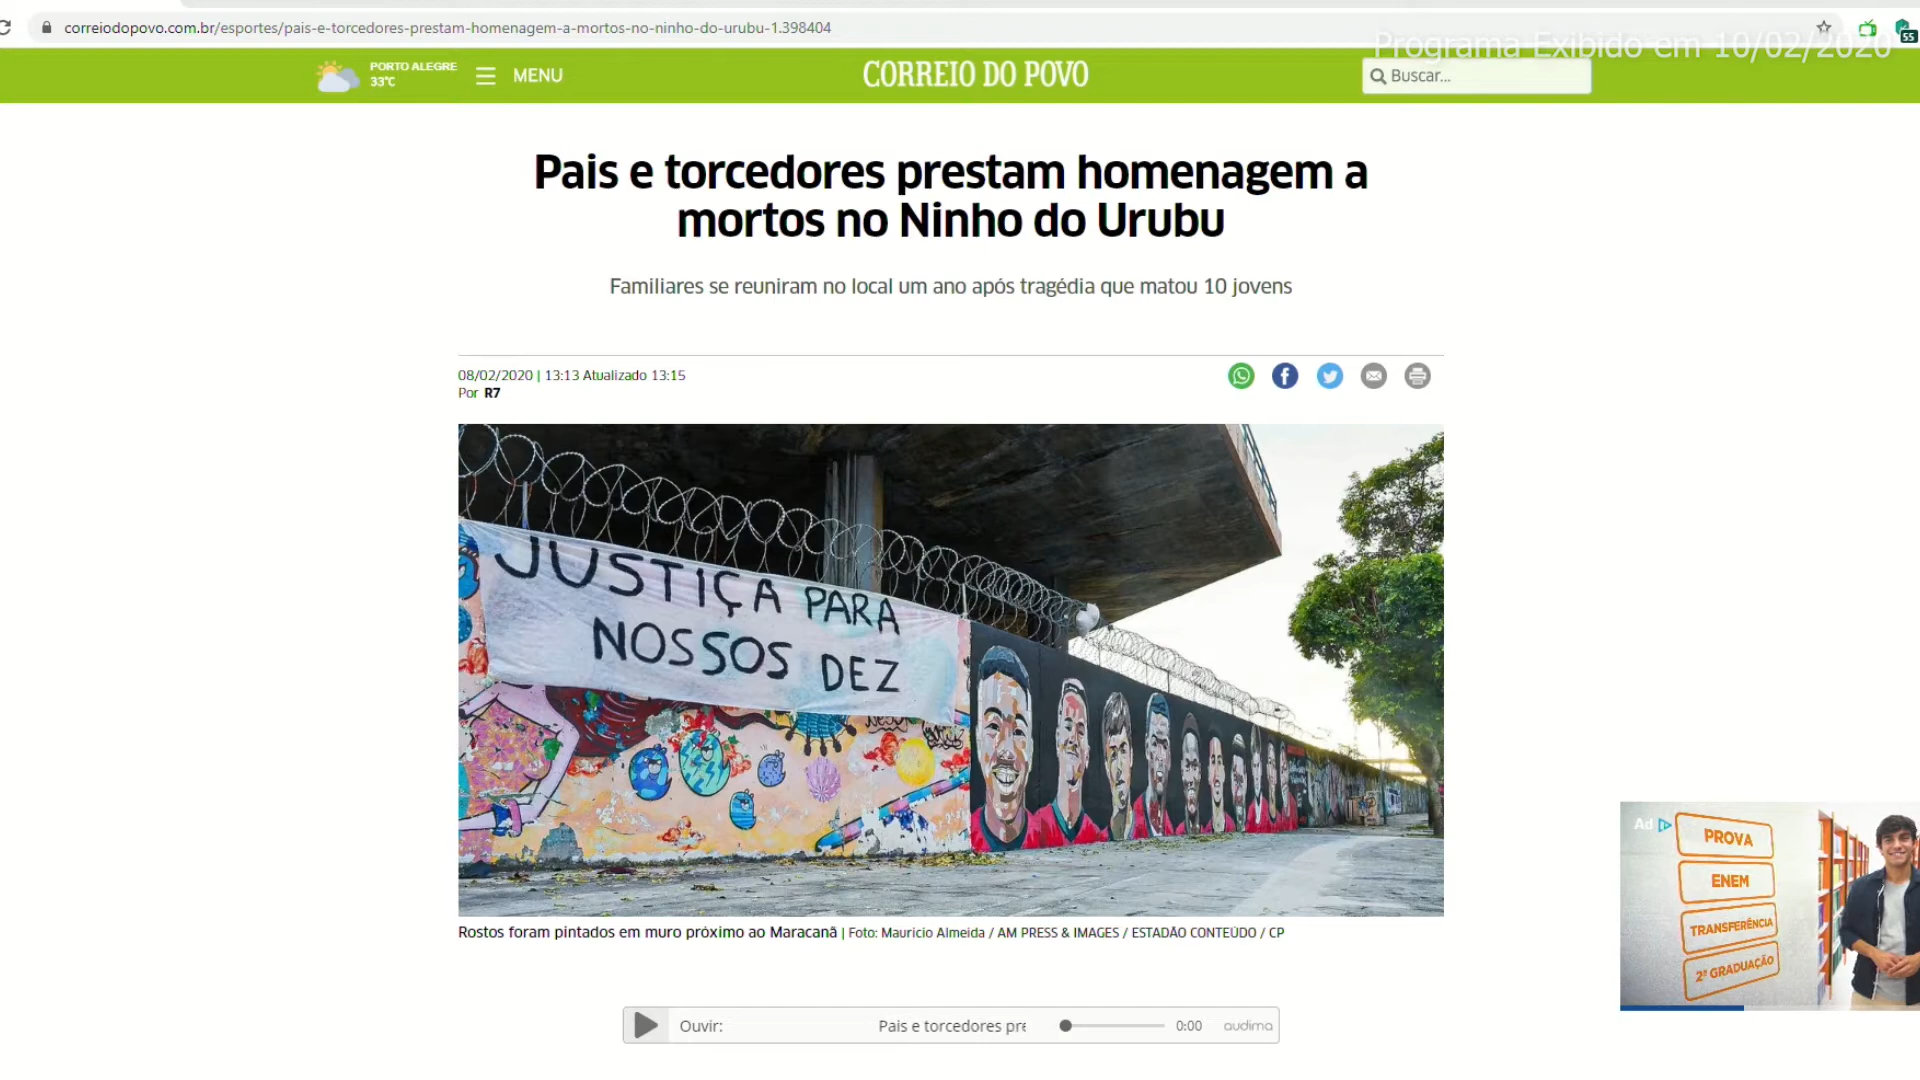 correiodopovo.com.br/esportes/pais-e-torcedores-prestam-homenagem-a-mortos-no-ninho-do-urubu-1.398404
55
Programa Exibido em 10/02/2020
PORTO ALEGRE
33°C
MENU
CORREIO DO POVO
Buscar...
Pais e torcedores prestam homenagem a
mortos no Ninho do Urubu
Familiares se reuniram no local um ano após tragédia que matou 10 jovens
08/02/2020 | 13:13 Atualizado 13:15
Por R7
JUSTIÇA PARA
NOSSOS DEZ
Rostos foram pintados em muro próximo ao Maracanã | Foto: Mauricio Almeida / AM PRESS & IMAGES / ESTADÃO CONTEÚDO / CP
Ad
PROVA
ENEM
TRANSFERÊNCIA
2ª GRADUAÇÃO
Ouvir:
Pais e torcedores pre
0:00
audima